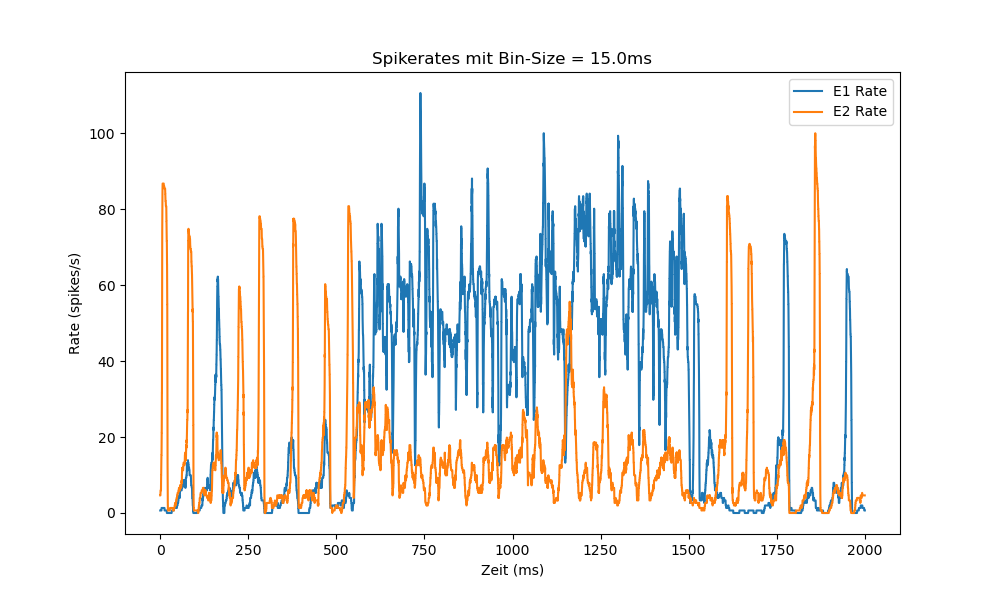 Spikerates mit Bin-Size = 15.0ms
E1 Rate
E2 Rate
Rate (spikes/s)
100
80
60
40
20
0
0 250 500 750 1000 1250 1500 1750 2000
Zeit (ms)